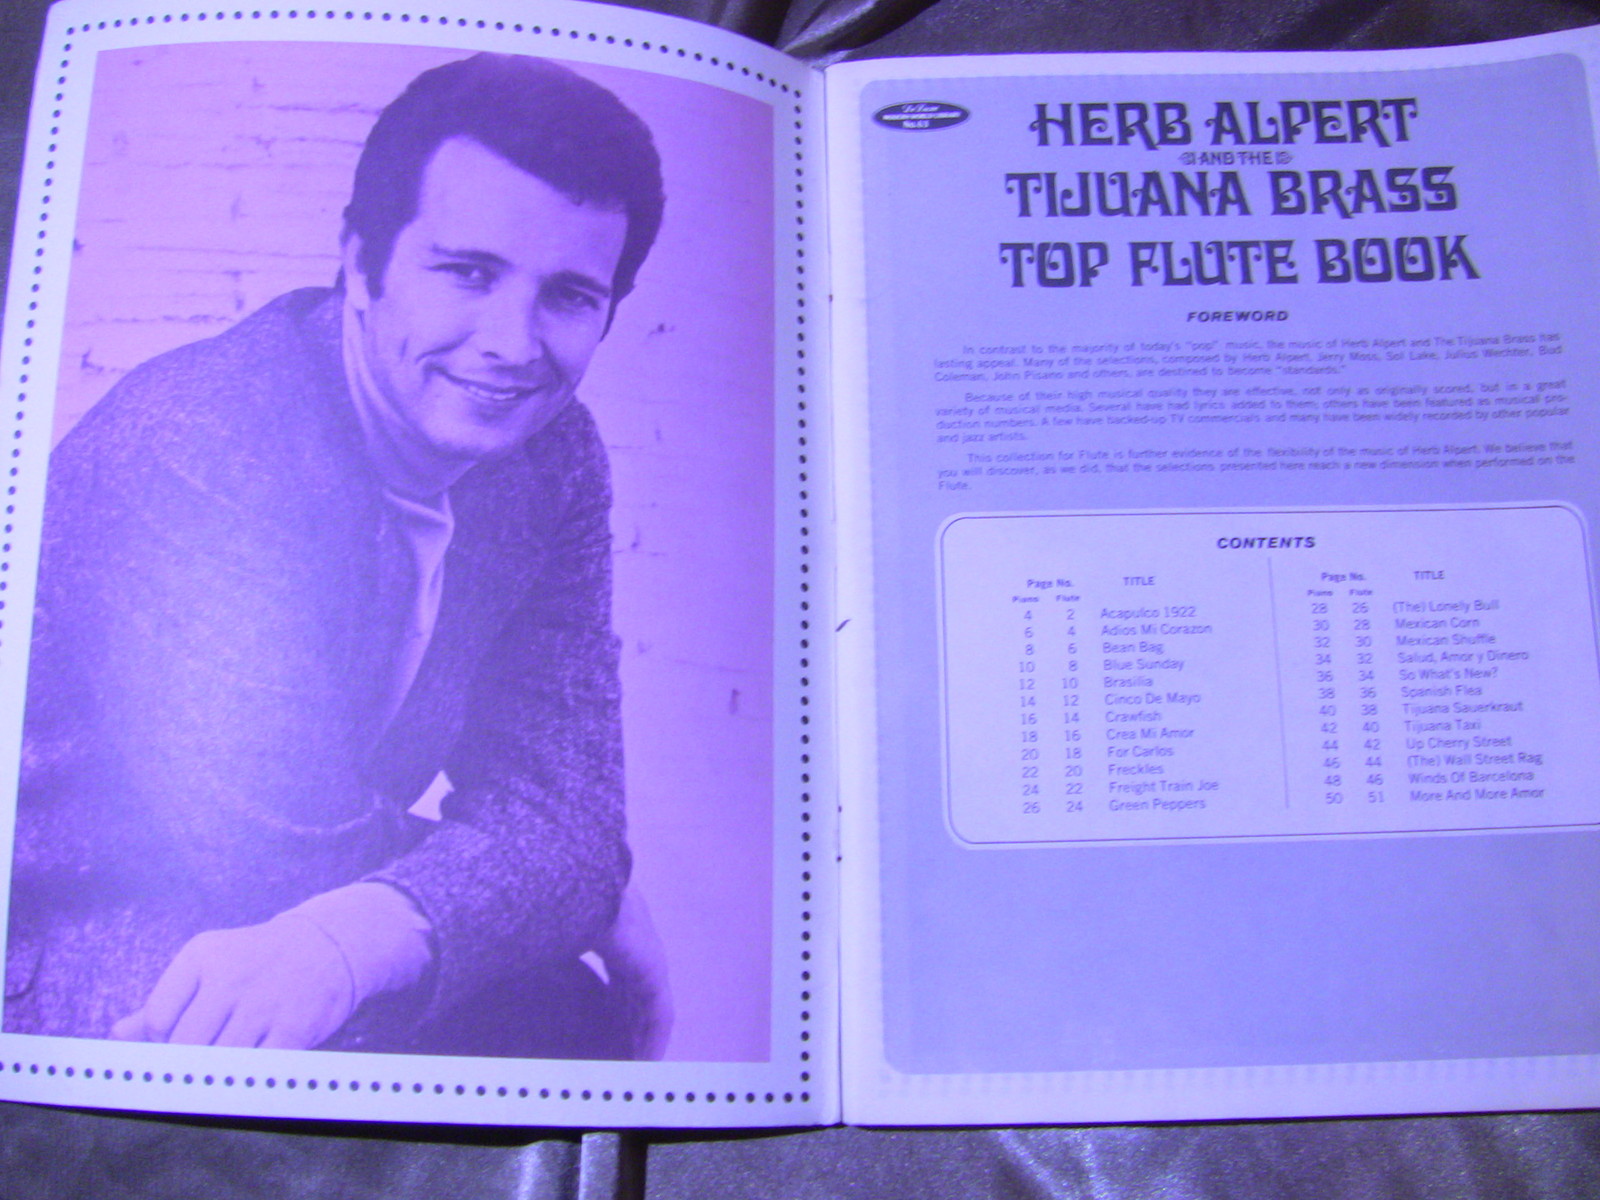 De Luxe
No. 63
HERB ALPERT
AND THE
TIJUANA BRASS
TOP FLUTE BOOK
FOREWORD
In contrast to the majority of today's "pop" music, the music of Herb Alpert and The Tijuana Brass has
lasting appeal. Many of the selections, composed by Herb Alpert, Jerry Moss, Sol Lake, Julius Wechter, Bud
Coleman, John Pisano and others, are destined to become "standards."
Because of their high musical quality they are effective, not only as originally scored, but in a great
variety of musical media. Several have had lyrics added to them; others have been featured as musical pro-
duction numbers. A few have backed-up TV commercials and many have been widely recorded by other popular
and jazz artists.
This collection for Flute is further evidence of the flexibility of the music of Herb Alpert. We believe that
you will discover, as we did, that the selections presented here reach a new dimension when performed on the
Flute.
CONTENTS
Page No. TITLE
Piano Flute
4 2 Acapulco 1922
6 4 Adios Mi Corazon
8 6 Bean Bag
10 8 Blue Sunday
12 10 Brasilia
14 12 Cinco De Mayo
16 14 Crawfish
18 16 Crea Mi Amor
20 18 For Carlos
22 20 Freckles
24 22 Freight Train Joe
26 24 Green Peppers
Page No. TITLE
Piano Flute
28 26 (The) Lonely Bull
30 28 Mexican Corn
32 30 Mexican Shuffle
34 32 Salud, Amor y Dinero
36 34 So What's New?
38 36 Spanish Flea
40 38 Tijuana Sauerkraut
42 40 Tijuana Taxi
44 42 Up Cherry Street
46 44 (The) Wall Street Rag
48 46 Winds Of Barcelona
50 51 More And More Amor